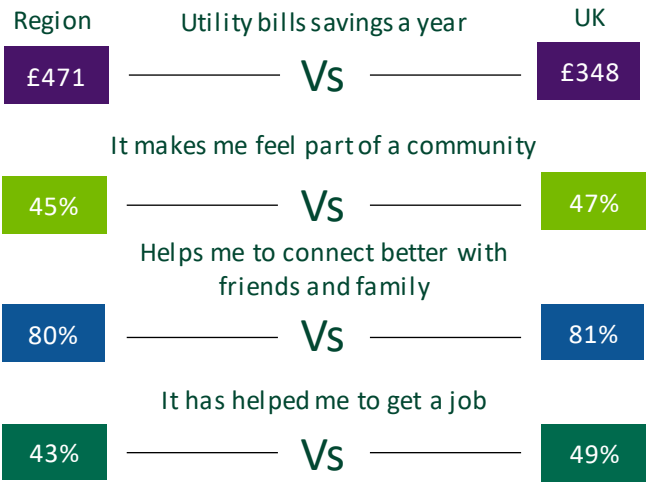 Region Utility bills savings a year UK
£471 Vs £348
It makes me feel part of a community
45% Vs 47%
Helps me to connect better with
friends and family
80% Vs 81%
It has helped me to get a job
43% Vs 49%